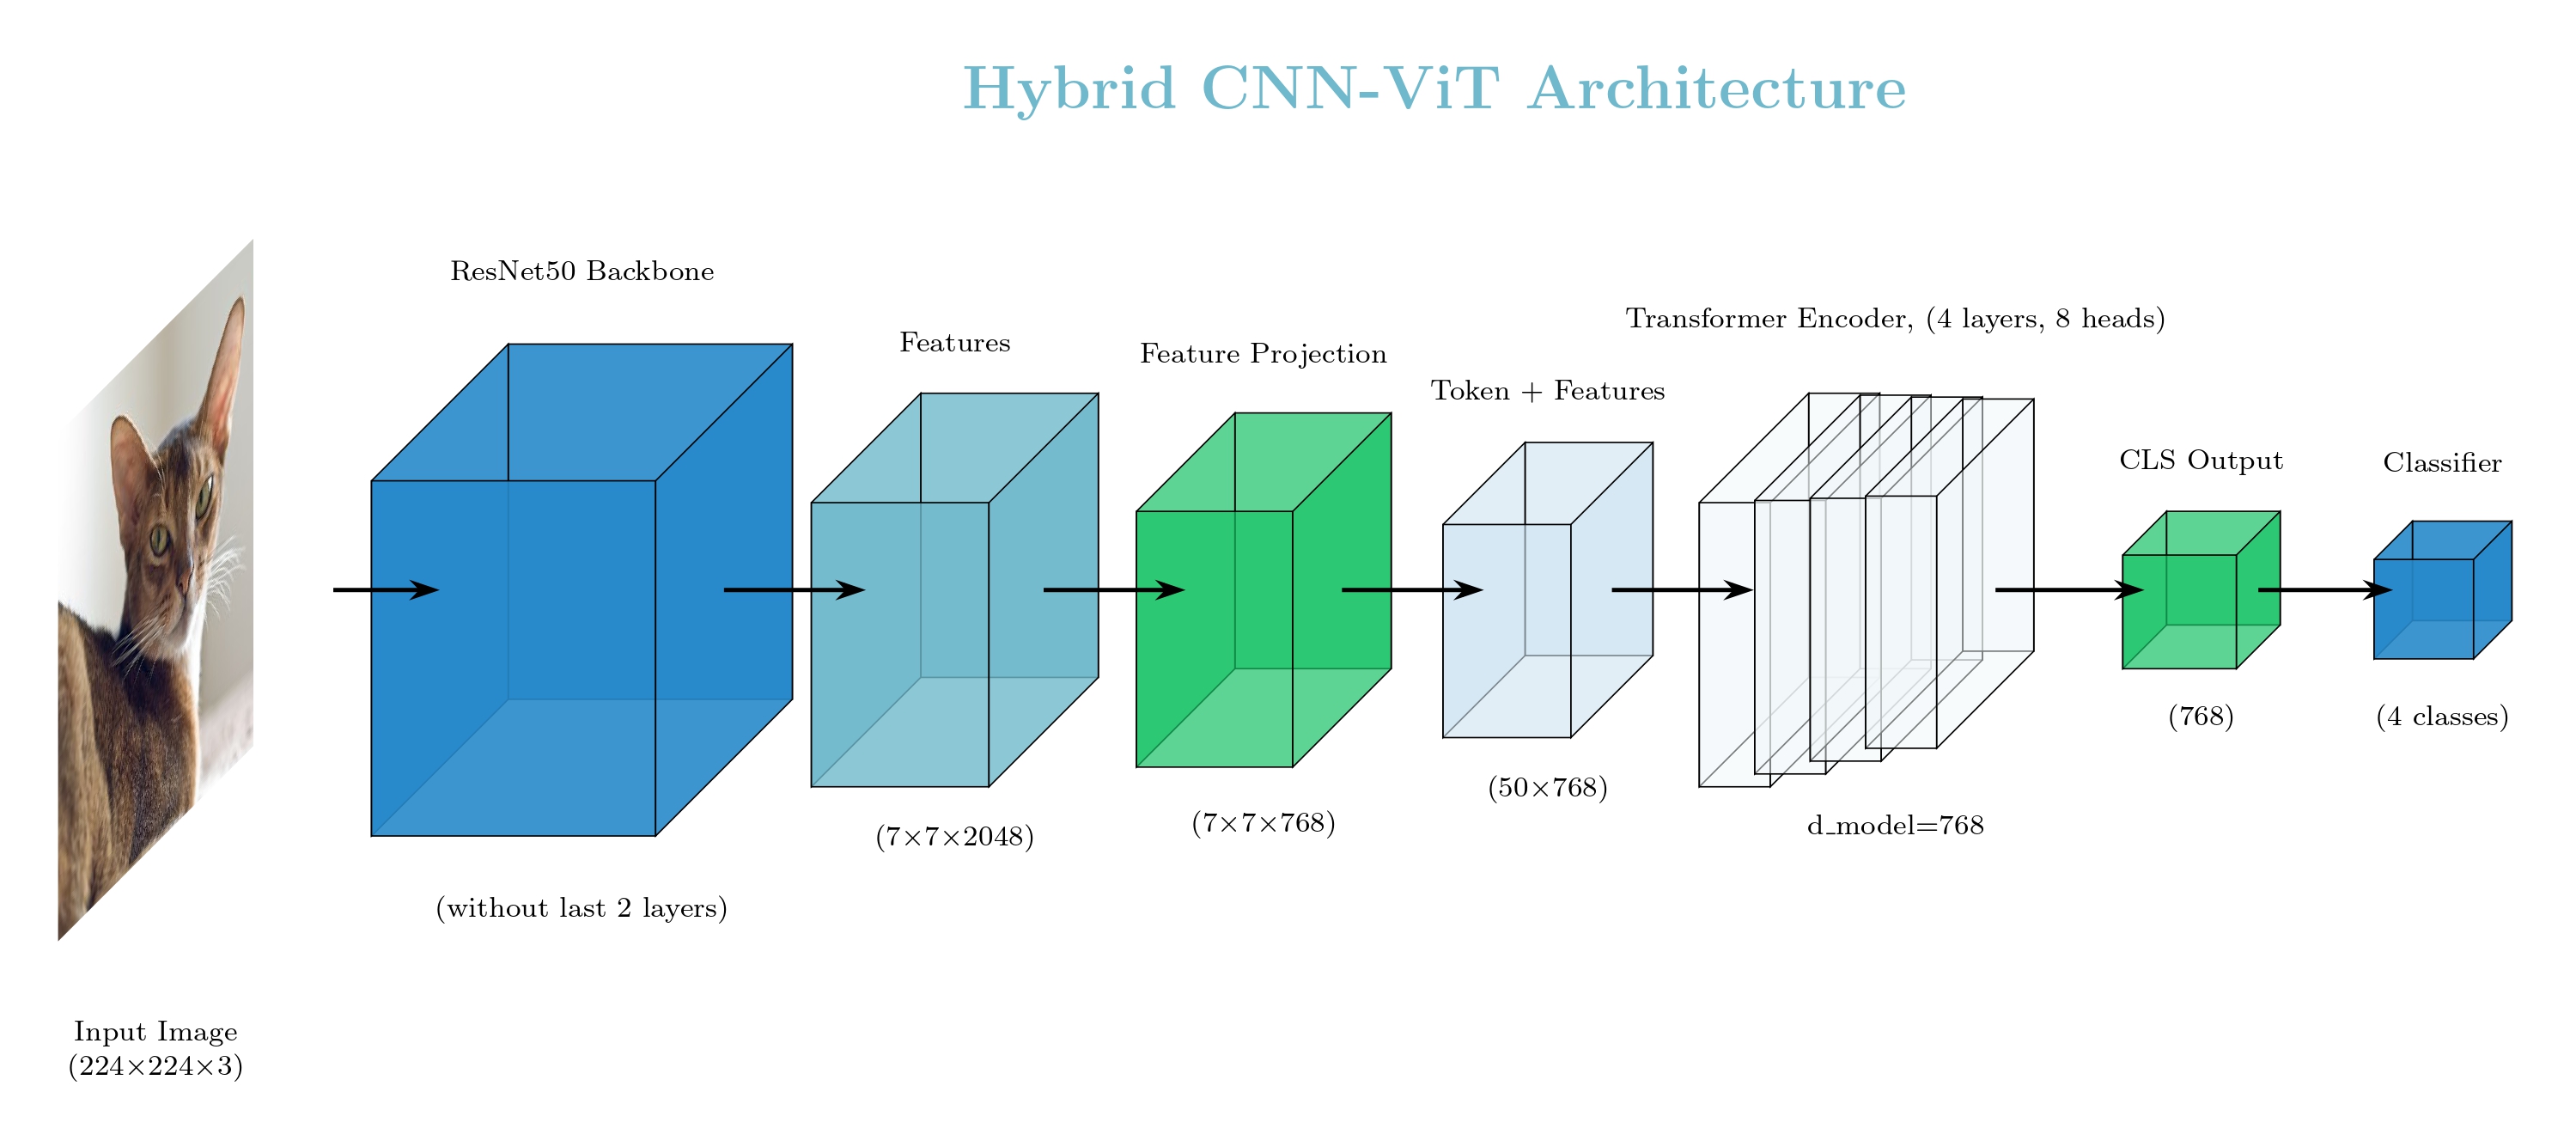 Hybrid CNN-ViT Architecture
ResNet50 Backbone
(without last 2 layers)
Features
(7×7×2048)
Feature Projection
(7×7×768)
Token + Features
(50×768)
Transformer Encoder, (4 layers, 8 heads)
d_model=768
CLS Output
(768)
Classifier
(4 classes)
Input Image
(224×224×3)